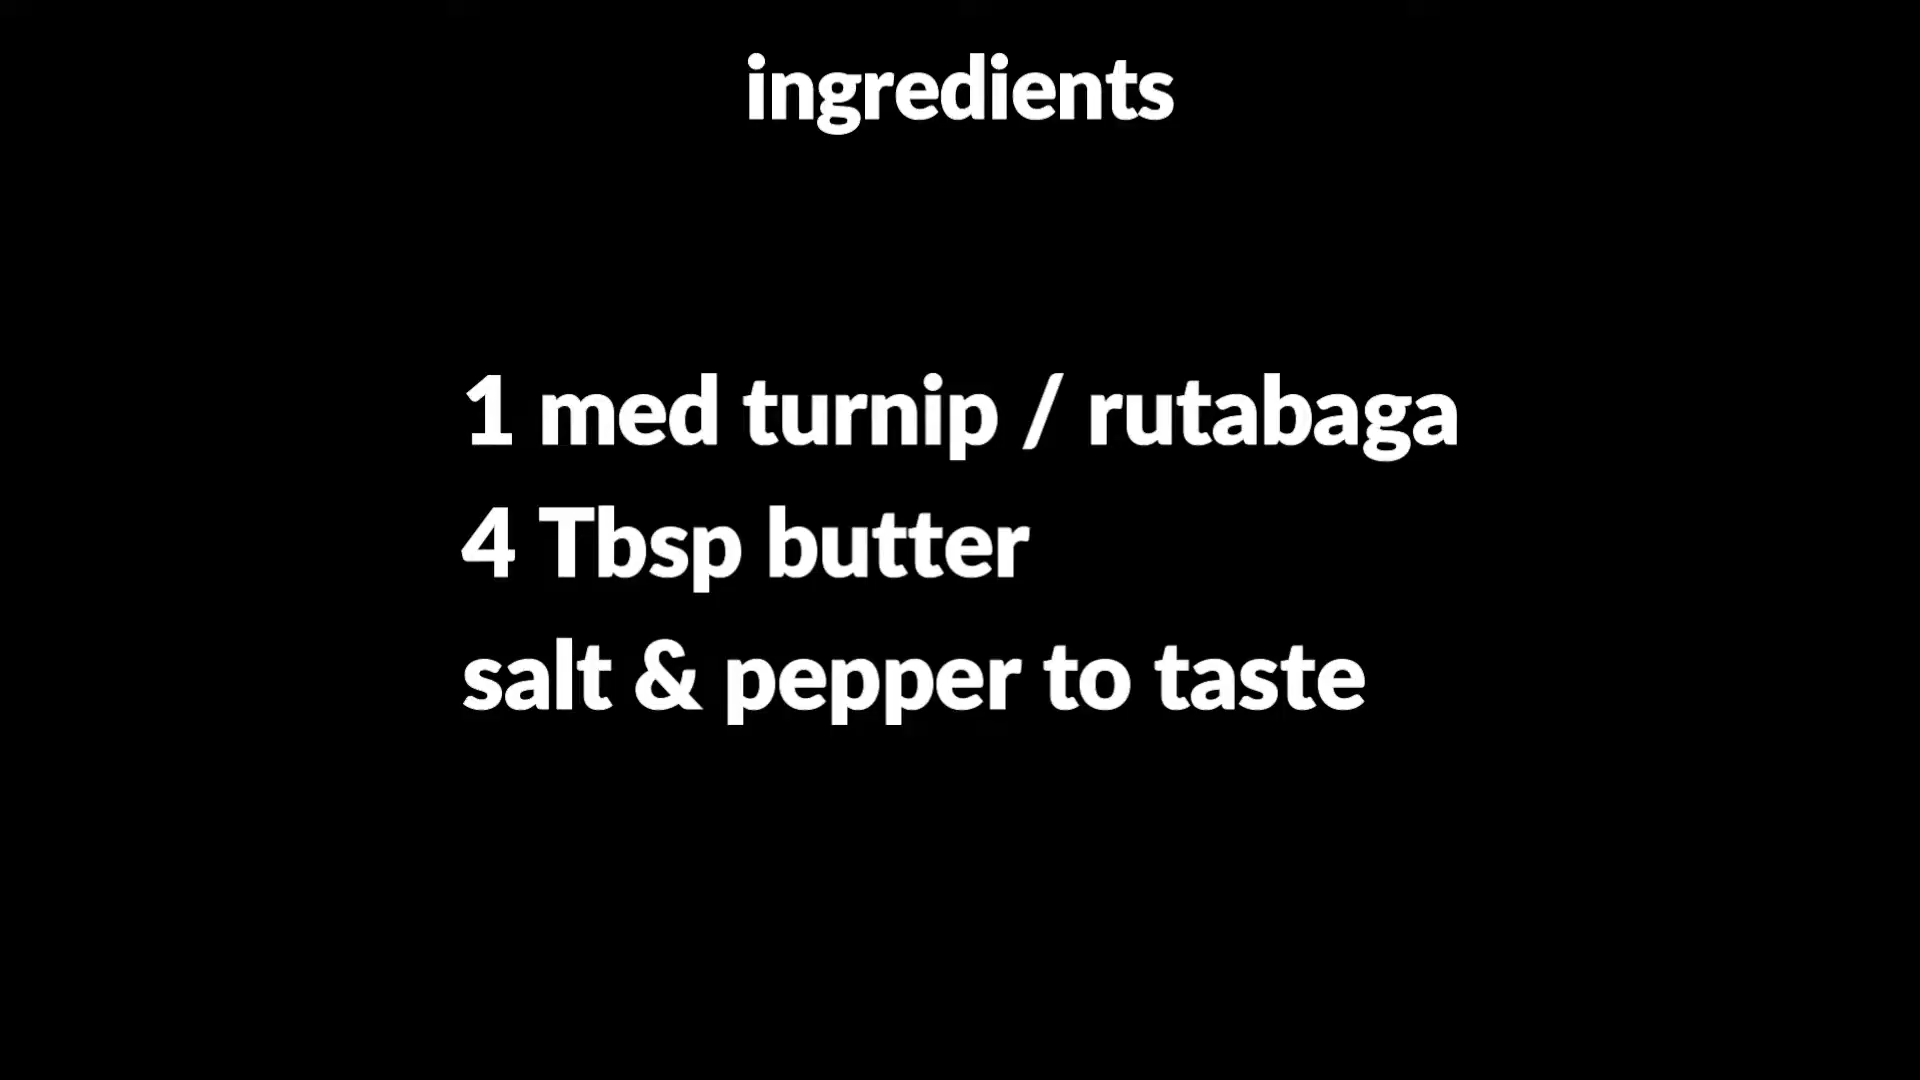 ingredients
1 med turnip / rutabaga
4 Tbsp butter
salt & pepper to taste